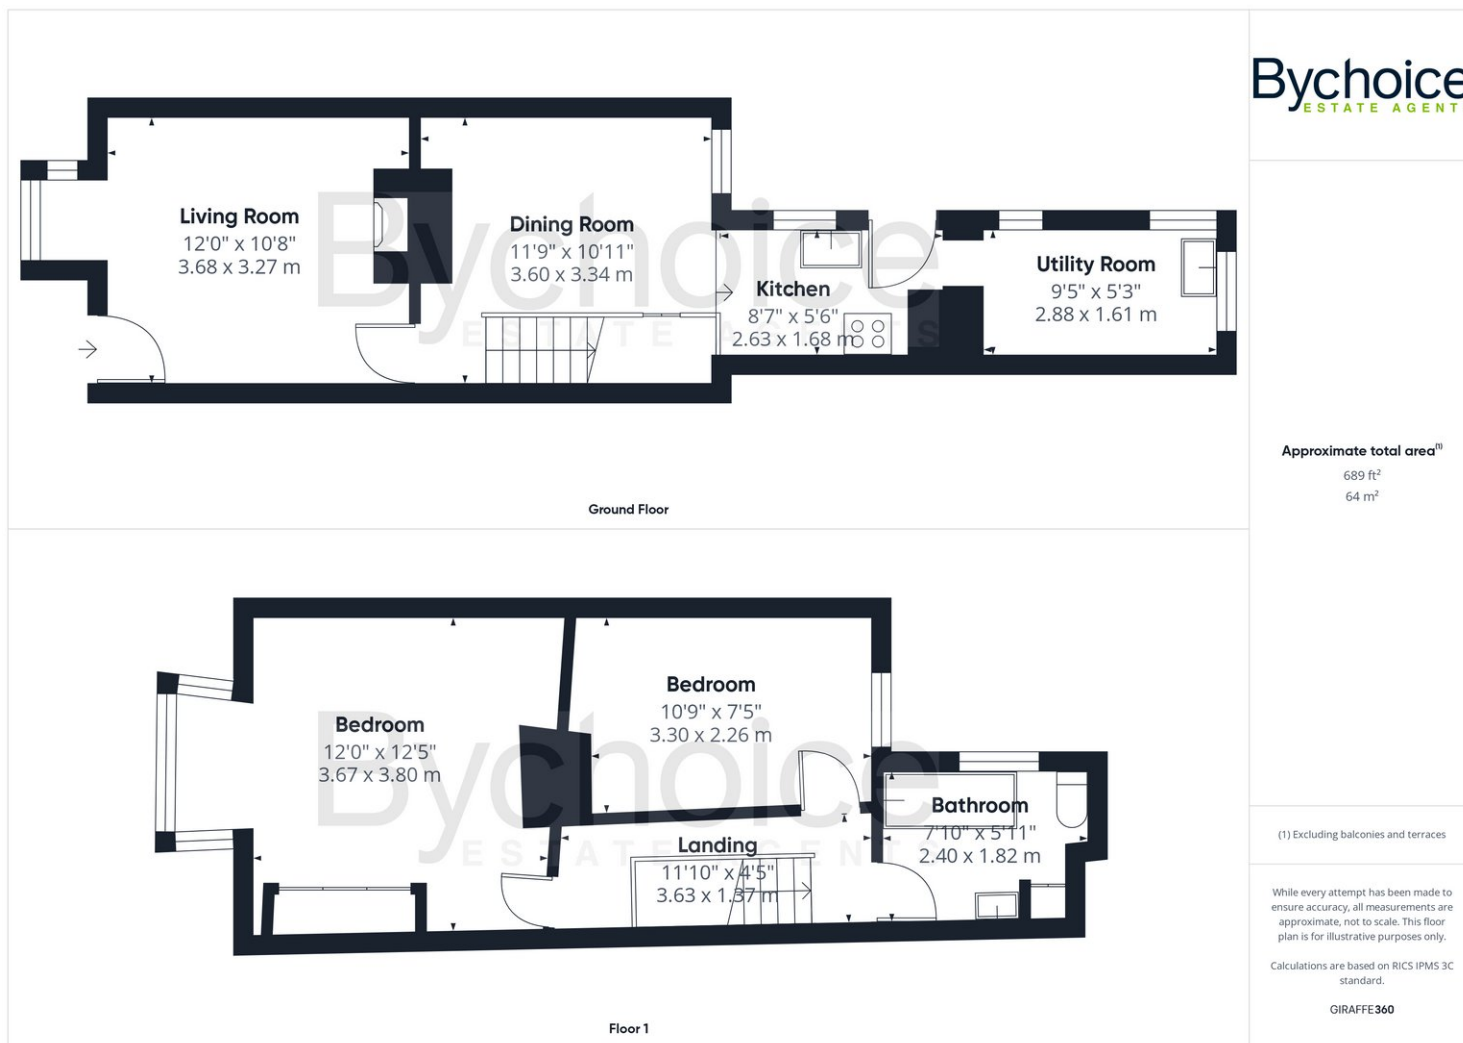 Bychoice
ESTATE AGENT
Living Room
12'0" x 10'8"
3.68 x 3.27 m
Dining Room
11'9" x 10'11"
3.60 x 3.34 m
Kitchen
8'7" x 5'6"
2.63 x 1.68 m
Utility Room
9'5" x 5'3"
2.88 x 1.61 m
Bychoice
ESTATE AGENTS
Ground Floor
Approximate total area(1)
689 ft²
64 m²
Bedroom
12'0" x 12'5"
3.67 x 3.80 m
Bedroom
10'9" x 7'5"
3.30 x 2.26 m
Landing
11'10" x 4'5"
3.63 x 1.37 m
Bathroom
7'10" x 5'11"
2.40 x 1.82 m
Bychoice
ESTATE AGENTS
Floor 1
(1) Excluding balconies and terraces
While every attempt has been made to
ensure accuracy, all measurements are
approximate, not to scale. This floor
plan is for illustrative purposes only.
Calculations are based on RICS IPMS 3C
standard.
GIRAFFE360